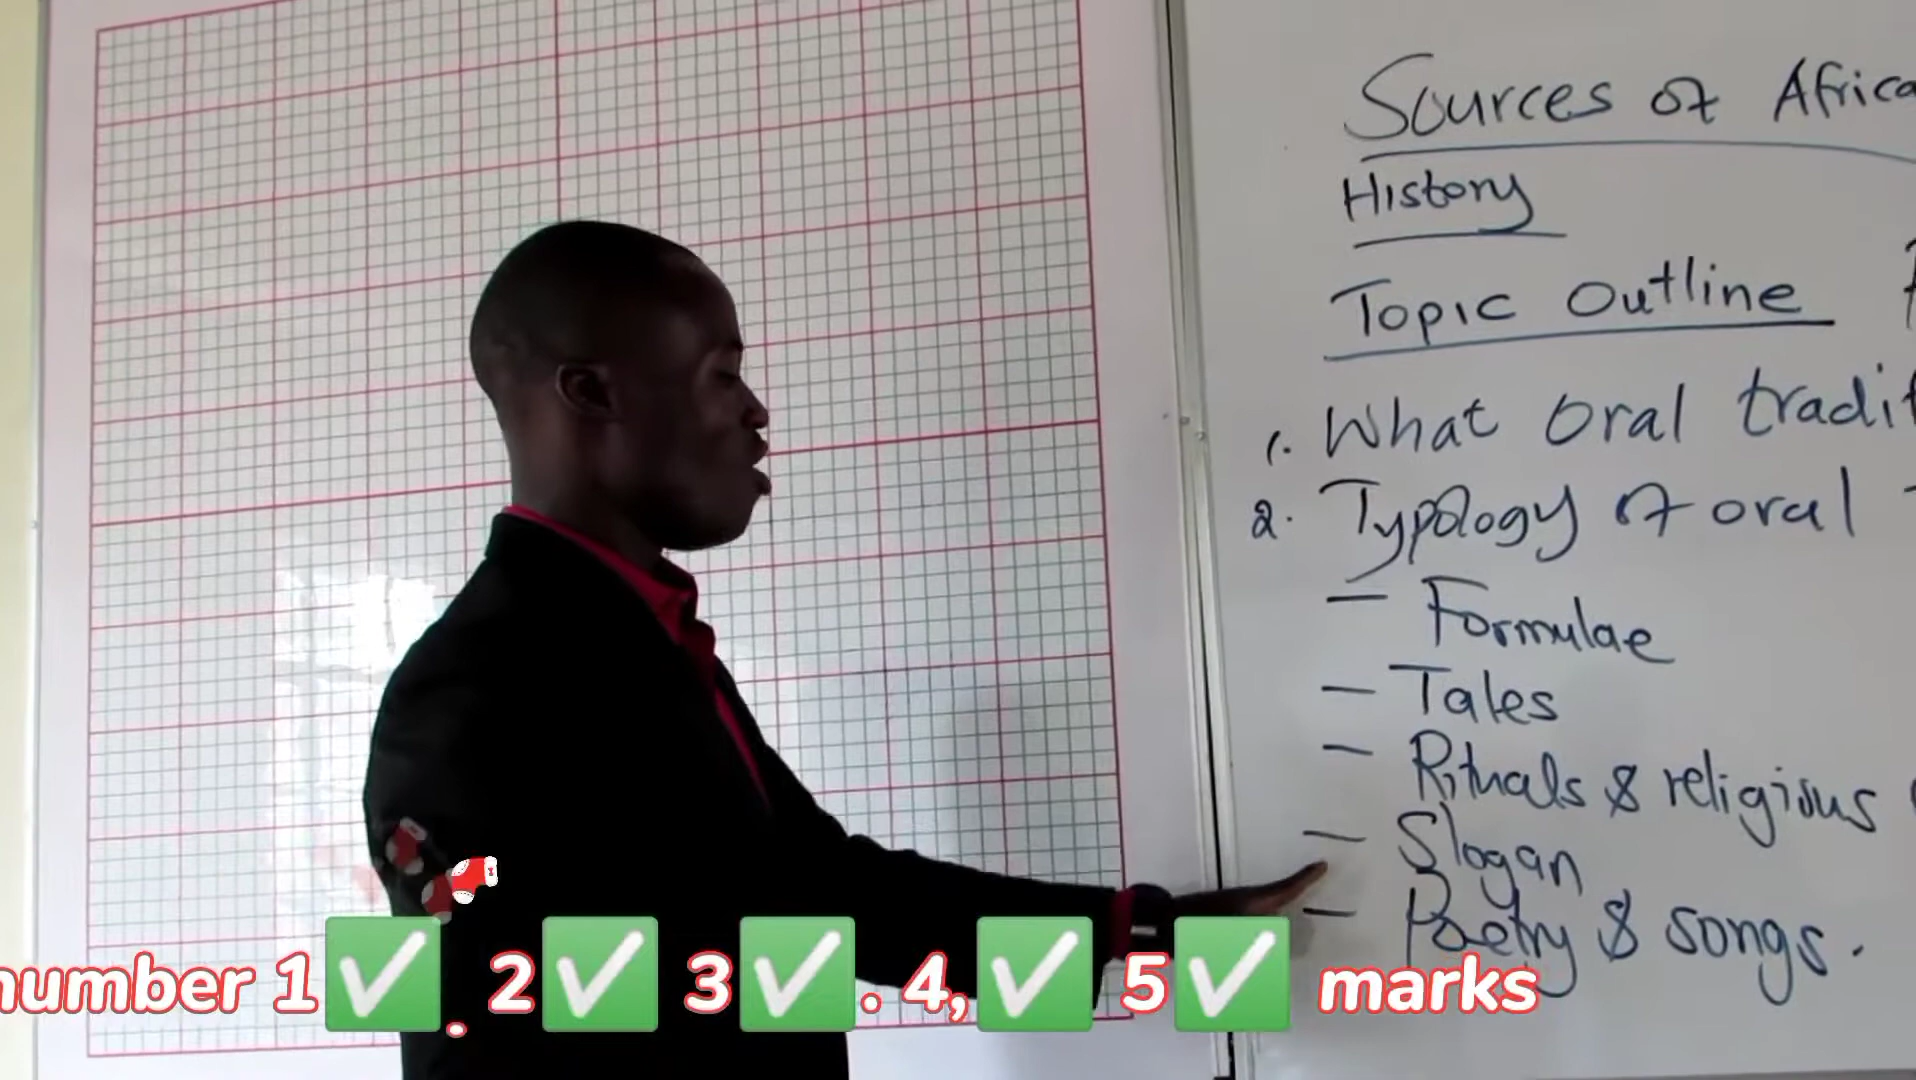 Sources of Africa
History
Topic Outline
1. What Oral tradit
2. Typology of oral
- Formulae
- Tales
- Rituals & religious
- Slogan
- Poetry & songs.
number 1✅. 2✅ 3✅. 4,✅ 5✅ marks